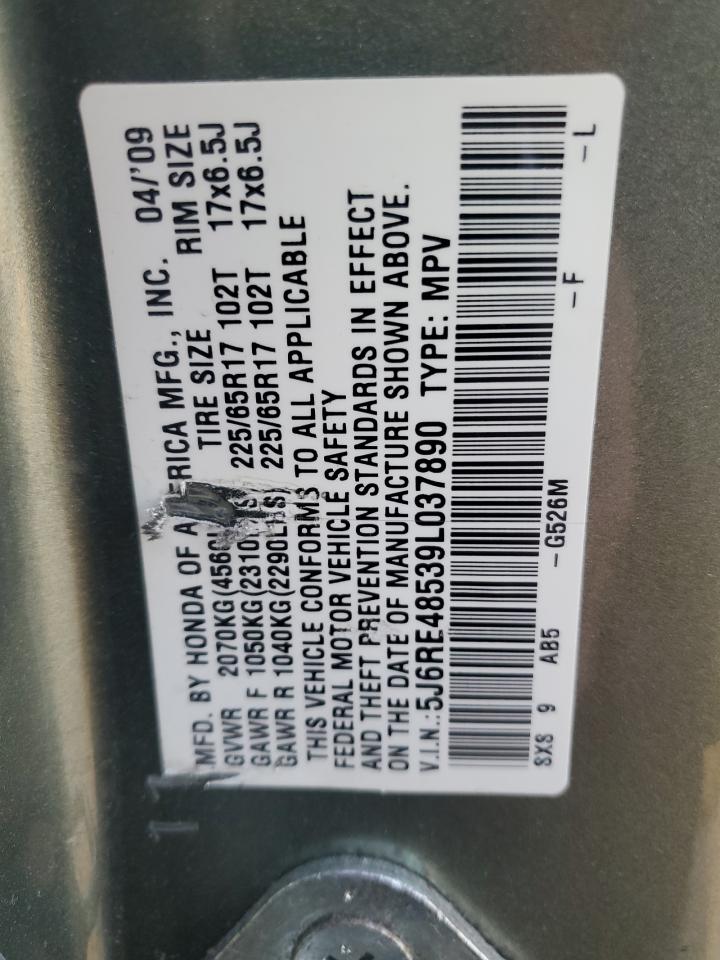 MFD. BY HONDA OF A ERICA MFG., INC. 04/'09
GVWR 2070KG(456 TIRE SIZE RIM SIZE
GAWR F 1050KG(2310 S) 225/65R17 102T 17x6.5J
GAWR R 1040KG(2290L S) 225/65R17 102T 17x6.5J
THIS VEHICLE CONFORMS TO ALL APPLICABLE
FEDERAL MOTOR VEHICLE SAFETY
AND THEFT PREVENTION STANDARDS IN EFFECT
ON THE DATE OF MANUFACTURE SHOWN ABOVE.
V.I.N.:5J6RE48539L037890 TYPE: MPV
SXS 9 AB5 -F -L
-G526M
11